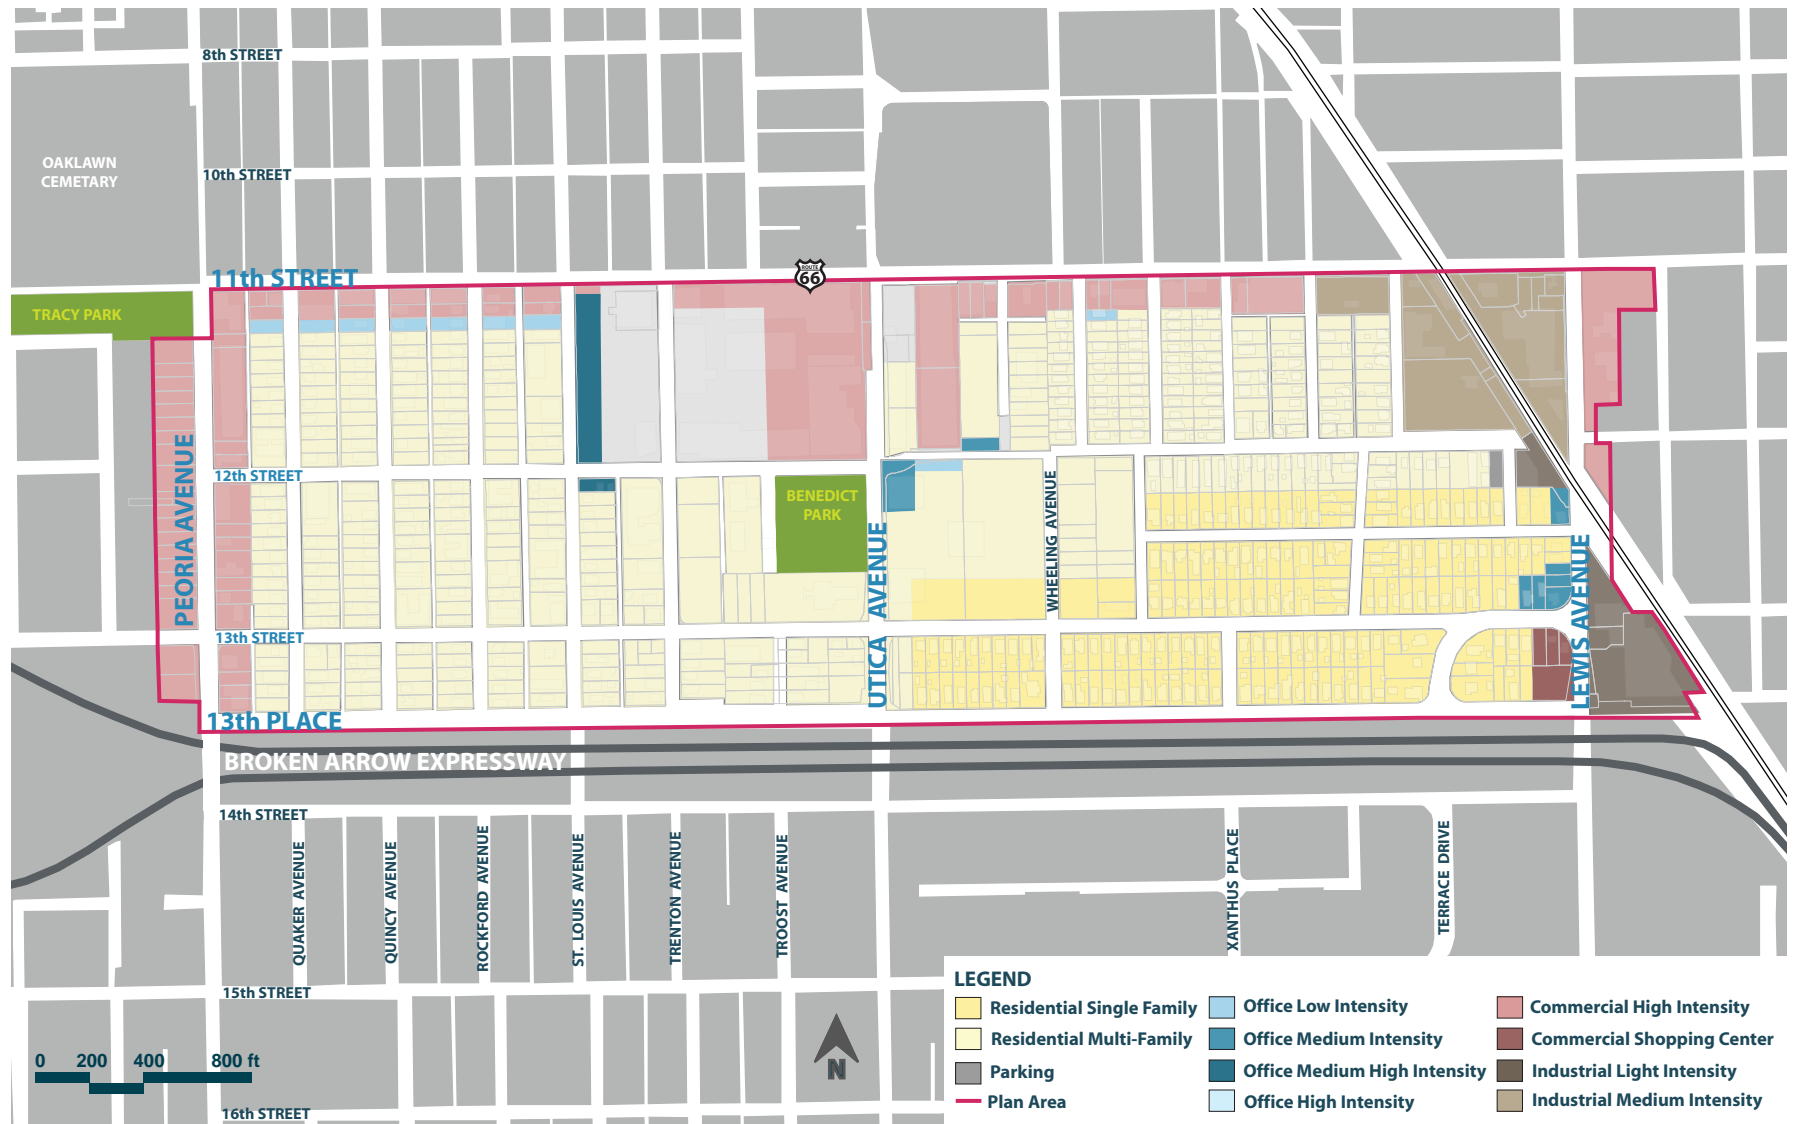 8th STREET
OAKLAWN
CEMETARY
10th STREET
11th STREET
ROUTE
66
TRACY PARK
PEORIA AVENUE
12th STREET
BENEDICT
PARK
UTICA AVENUE
WHEELING AVENUE
LEWIS AVENUE
13th STREET
13th PLACE
BROKEN ARROW EXPRESSWAY
14th STREET
QUAKER AVENUE
QUINCY AVENUE
ROCKFORD AVENUE
ST. LOUIS AVENUE
TRENTON AVENUE
TROOST AVENUE
XANTHUS PLACE
TERRACE DRIVE
15th STREET
16th STREET
0 200 400 800 ft
N
LEGEND
Residential Single Family
Residential Multi-Family
Parking
Plan Area
Office Low Intensity
Office Medium Intensity
Office Medium High Intensity
Office High Intensity
Commercial High Intensity
Commercial Shopping Center
Industrial Light Intensity
Industrial Medium Intensity